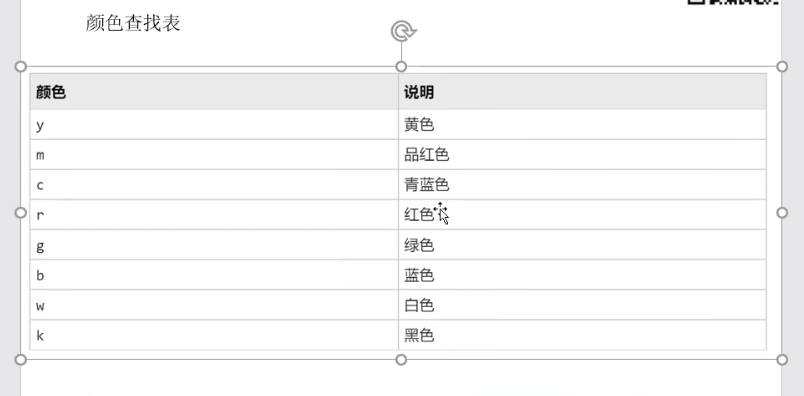 颜色查找表
颜色 说明
y 黄色
m 品红色
c 青蓝色
r 红色
g 绿色
b 蓝色
w 白色
k 黑色